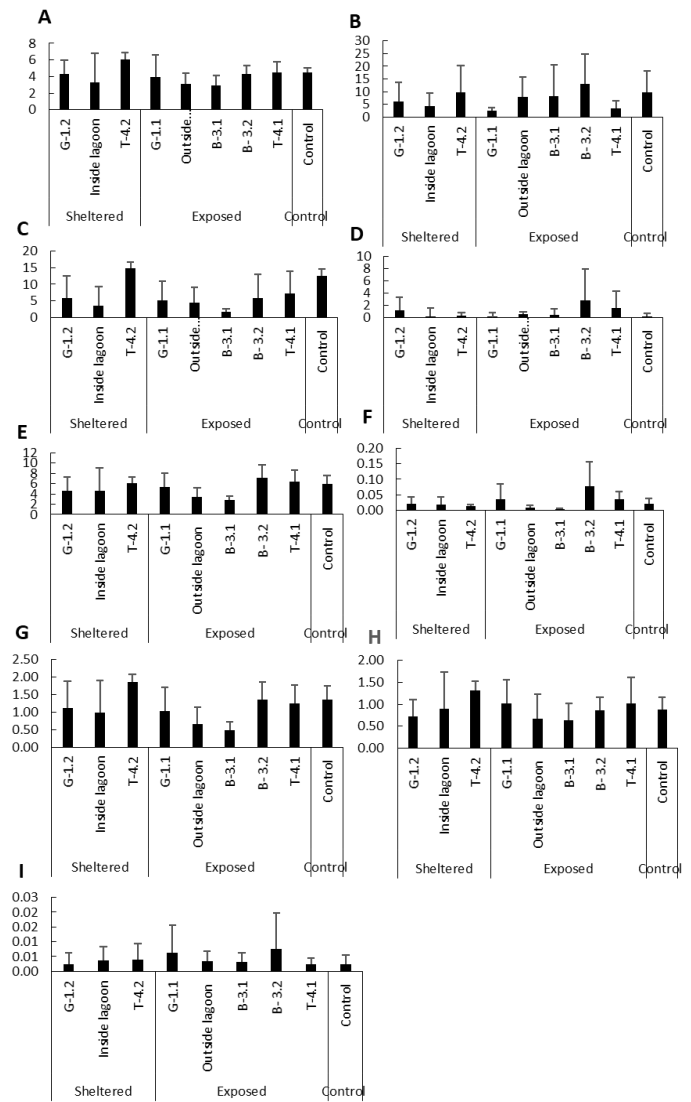 A
8
6
4
2
0
G-1.2
Inside lagoon
T-4.2
G-1.1
Outside...
B-3.1
B- 3.2
T-4.1
Control
Sheltered
Exposed
Control
B
30
25
20
15
10
5
0
G-1.2
Inside lagoon
T-4.2
G-1.1
Outside lagoon
B-3.1
B- 3.2
T-4.1
Control
Sheltered
Exposed
Control
C
20
15
10
5
0
G-1.2
Inside lagoon
T-4.2
G-1.1
Outside...
B-3.1
B- 3.2
T-4.1
Control
Sheltered
Exposed
Control
D
10
8
6
4
2
0
G-1.2
Inside lagoon
T-4.2
G-1.1
Outside...
B-3.1
B- 3.2
T-4.1
Control
Sheltered
Exposed
Control
E
12
10
8
6
4
2
0
G-1.2
Inside lagoon
T-4.2
G-1.1
Outside lagoon
B-3.1
B- 3.2
T-4.1
Control
Sheltered
Exposed
Control
F
0.20
0.15
0.10
0.05
0.00
G-1.2
Inside lagoon
T-4.2
G-1.1
Outside lagoon
B-3.1
B- 3.2
T-4.1
Control
Sheltered
Exposed
Control
G
2.50
2.00
1.50
1.00
0.50
0.00
G-1.2
Inside lagoon
T-4.2
G-1.1
Outside lagoon
B-3.1
B- 3.2
T-4.1
Control
Sheltered
Exposed
Control
H
2.00
1.50
1.00
0.50
0.00
G-1.2
Inside lagoon
T-4.2
G-1.1
Outside lagoon
B-3.1
B- 3.2
T-4.1
Control
Sheltered
Exposed
Control
I
0.03
0.02
0.02
0.01
0.01
0.00
G-1.2
Inside lagoon
T-4.2
G-1.1
Outside lagoon
B-3.1
B- 3.2
T-4.1
Control
Sheltered
Exposed
Control